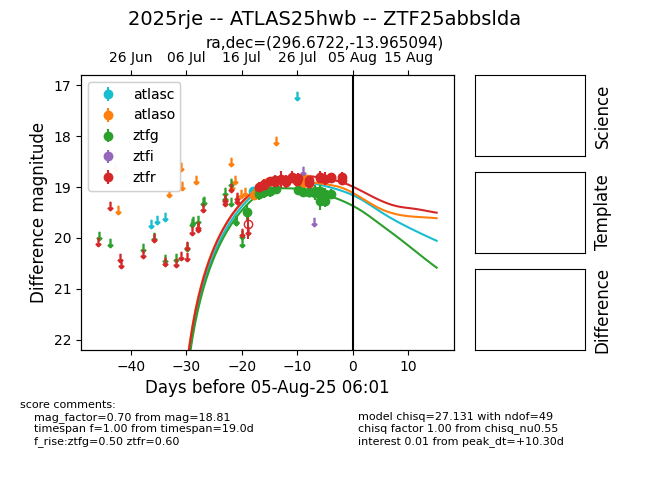 2025rje -- ATLAS25hwb -- ZTF25abbslda
ra,dec=(296.6722,-13.965094)
26 Jun 06 Jul 16 Jul 26 Jul 05 Aug 15 Aug
17
18
19
20
21
22
Difference magnitude
atlasc
atlaso
ztfg
ztfi
ztfr
−40 −30 −20 −10 0 10
Days before 05-Aug-25 06:01
Science
Template
Difference
score comments:
mag_factor=0.70 from mag=18.81
timespan f=1.00 from timespan=19.0d
f_rise:ztfg=0.50 ztfr=0.60
model chisq=27.131 with ndof=49
chisq factor 1.00 from chisq_nu0.55
interest 0.01 from peak_dt=+10.30d